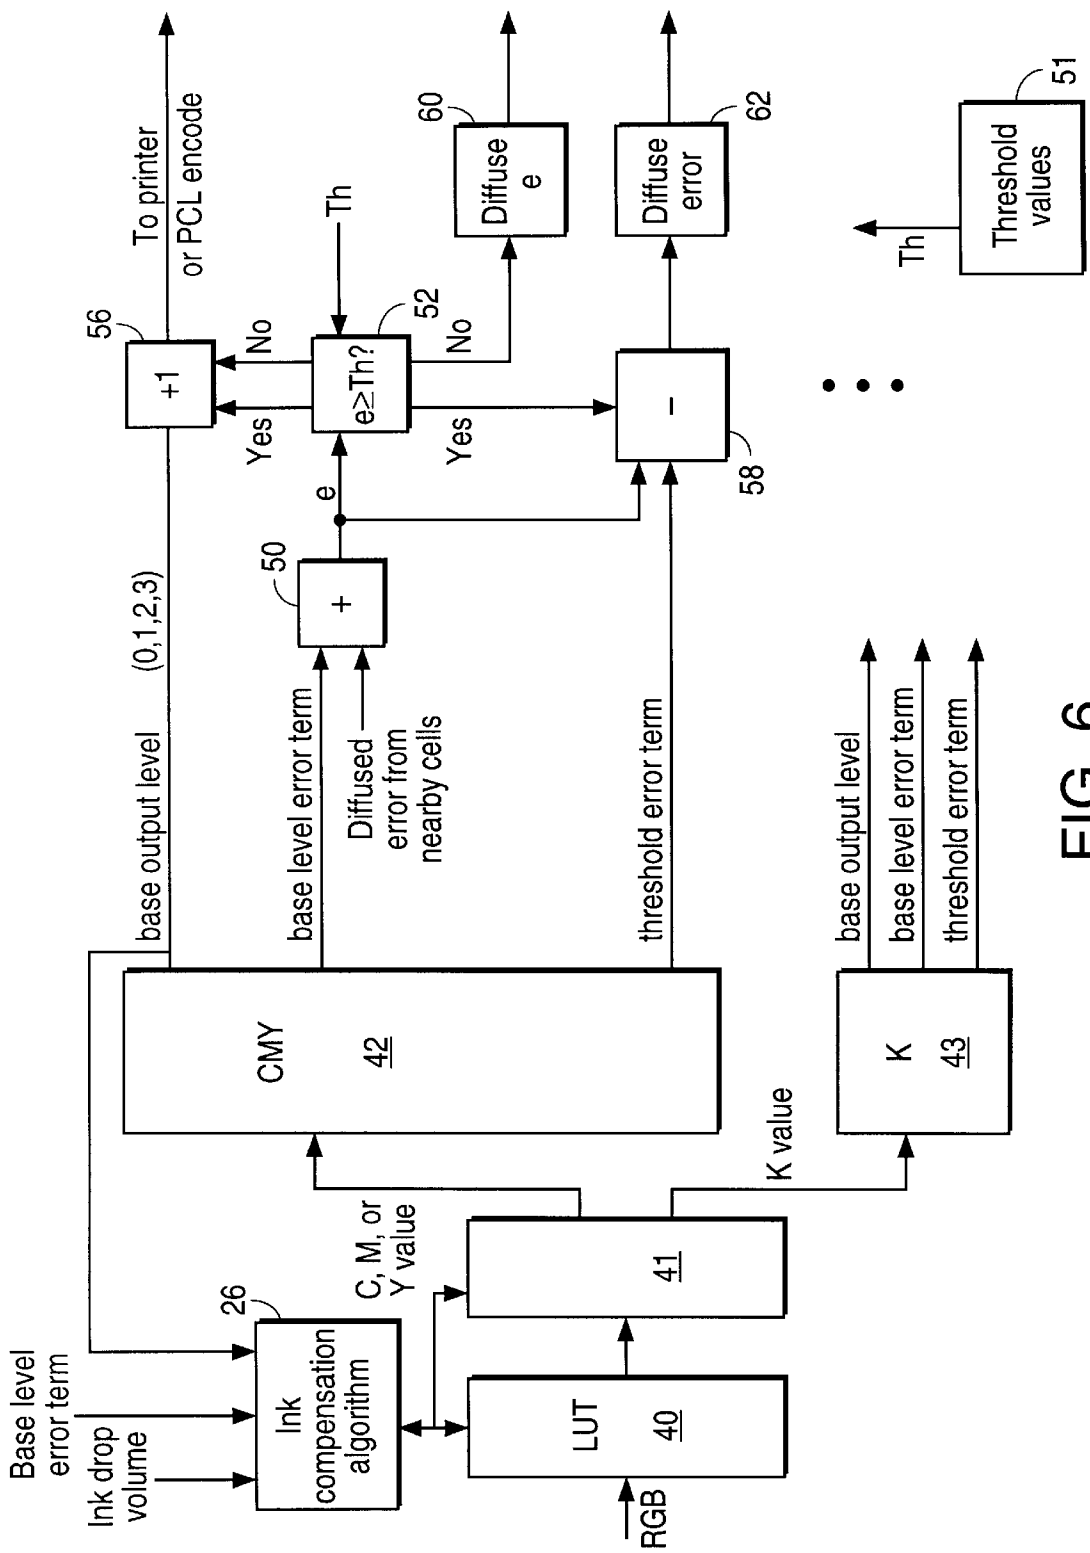 Base level
error term
Ink drop
volume
26
Ink
compensation
algorithm
RGB
LUT
40
41
C, M, or
Y value
K value
CMY
42
K
43
base output level
(0,1,2,3)
base level error term
Diffused
error from
nearby cells
threshold error term
base output level
base level error term
threshold error term
50
+
e
56
+1
To printer
or PCL encode
Yes
No
e≥Th?
52
Th
Yes
No
58
−
60
Diffuse
e
62
Diffuse
error
Th
Threshold
values
51
FIG. 6